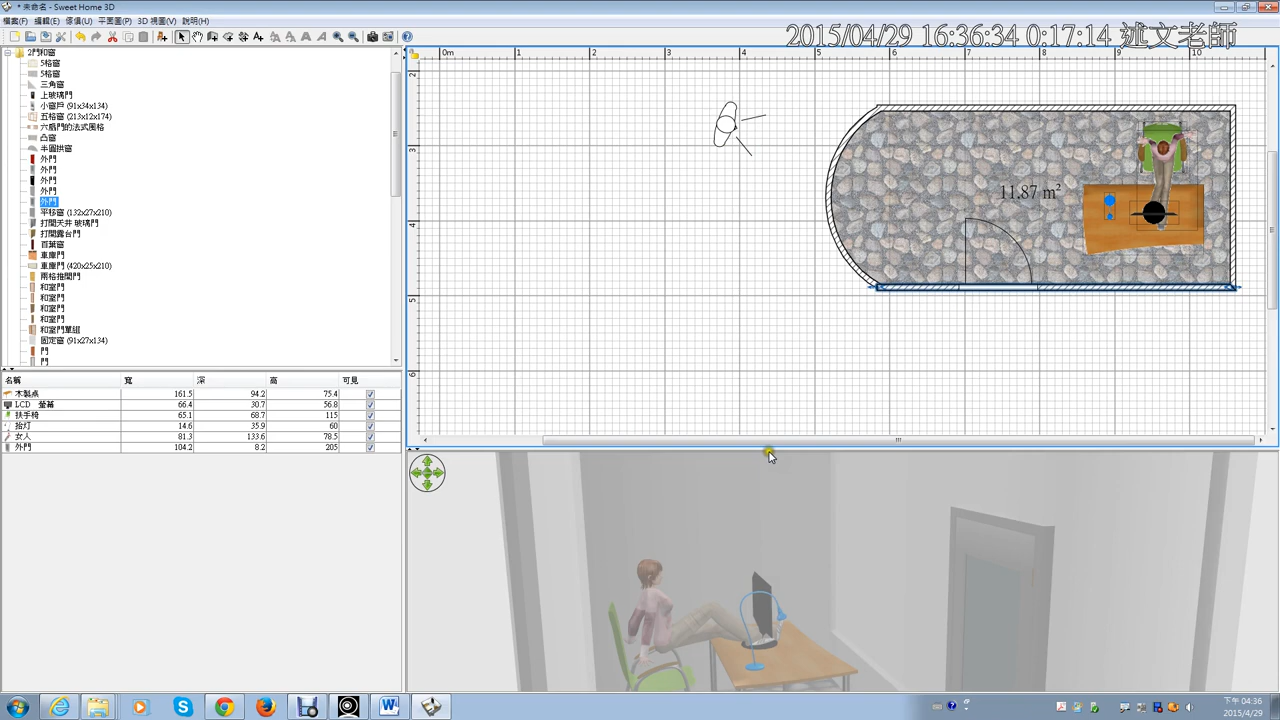 * 未命名 - Sweet Home 3D
檔案(F) 編輯(E) 傢俱(U) 平面圖(P) 3D 視圖(V) 說明(H)
2015/04/29 16:36:34 0:17:14 述文老師
2門和窗
5格窗
5格窗
三角窗
上玻璃門
小窗戶 (91x34x134)
五格窗 (213x12x174)
六扇門的法式風格
凸窗
半圓拱窗
外門
外門
外門
外門
外門
平移窗 (132x27x210)
打開天井 玻璃門
打開露台門
百葉窗
車庫門
車庫門 (420x25x210)
兩格推開門
和室門
和室門
和室門
和室門
和室門單組
固定窗 (91x27x134)
門
門
0m 1 2 3 4 5 6 7 8 9 10
2
3
4
5
6
11.87 m²
名稱 寬 深 高 可見
木製桌 161.5 94.2 75.4
LCD 螢幕 66.4 30.7 56.8
扶手椅 65.1 68.7 115
抬灯 14.6 35.9 60
女人 81.3 133.6 78.5
外門 104.2 8.2 205
下午 04:36
2015/4/29